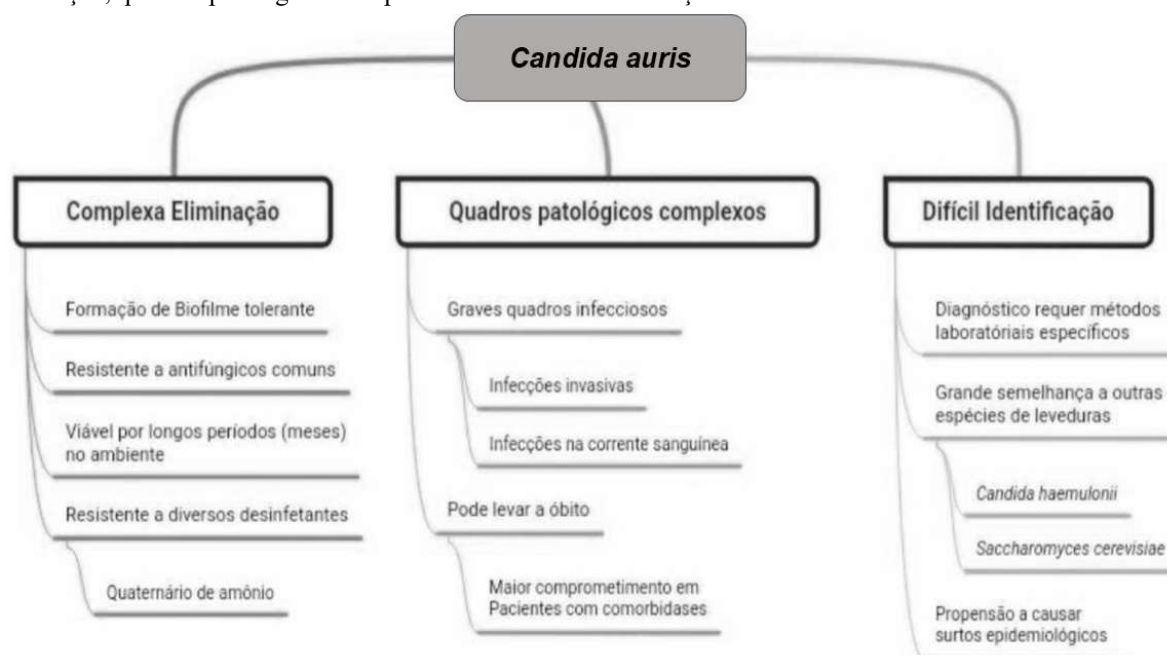 Candida auris
Complexa Eliminação
Formação de Biofilme tolerante
Resistente a antifúngicos comuns
Viável por longos períodos (meses)
no ambiente
Resistente a diversos desinfetantes
Quaternário de amônio
Quadros patológicos complexos
Graves quadros infecciosos
Infecções invasivas
Infecções na corrente sanguínea
Pode levar a óbito
Maior comprometimento em
Pacientes com comorbidases
Difícil Identificação
Diagnóstico requer métodos
laboratóriais específicos
Grande semelhança a outras
espécies de leveduras
Candida haemulonii
Saccharomyces cerevisiae
Propensão a causar
surtos epidemiológicos